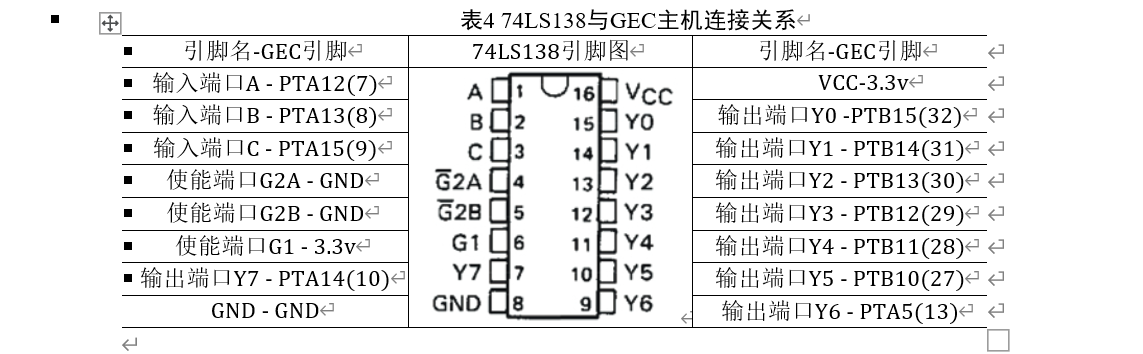 表4 74LS138与GEC主机连接关系
引脚名-GEC引脚 74LS138引脚图 引脚名-GEC引脚
输入端口A - PTA12(7)
输入端口B - PTA13(8)
输入端口C - PTA15(9)
使能端口G2A - GND
使能端口G2B - GND
使能端口G1 - 3.3v
输出端口Y7 - PTA14(10)
GND - GND
A 1 16 VCC
B 2 15 Y0
C 3 14 Y1
G̅2A 4 13 Y2
G̅2B 5 12 Y3
G1 6 11 Y4
Y7 7 10 Y5
GND 8 9 Y6
VCC-3.3v
输出端口Y0 -PTB15(32)
输出端口Y1 - PTB14(31)
输出端口Y2 - PTB13(30)
输出端口Y3 - PTB12(29)
输出端口Y4 - PTB11(28)
输出端口Y5 - PTB10(27)
输出端口Y6 - PTA5(13)